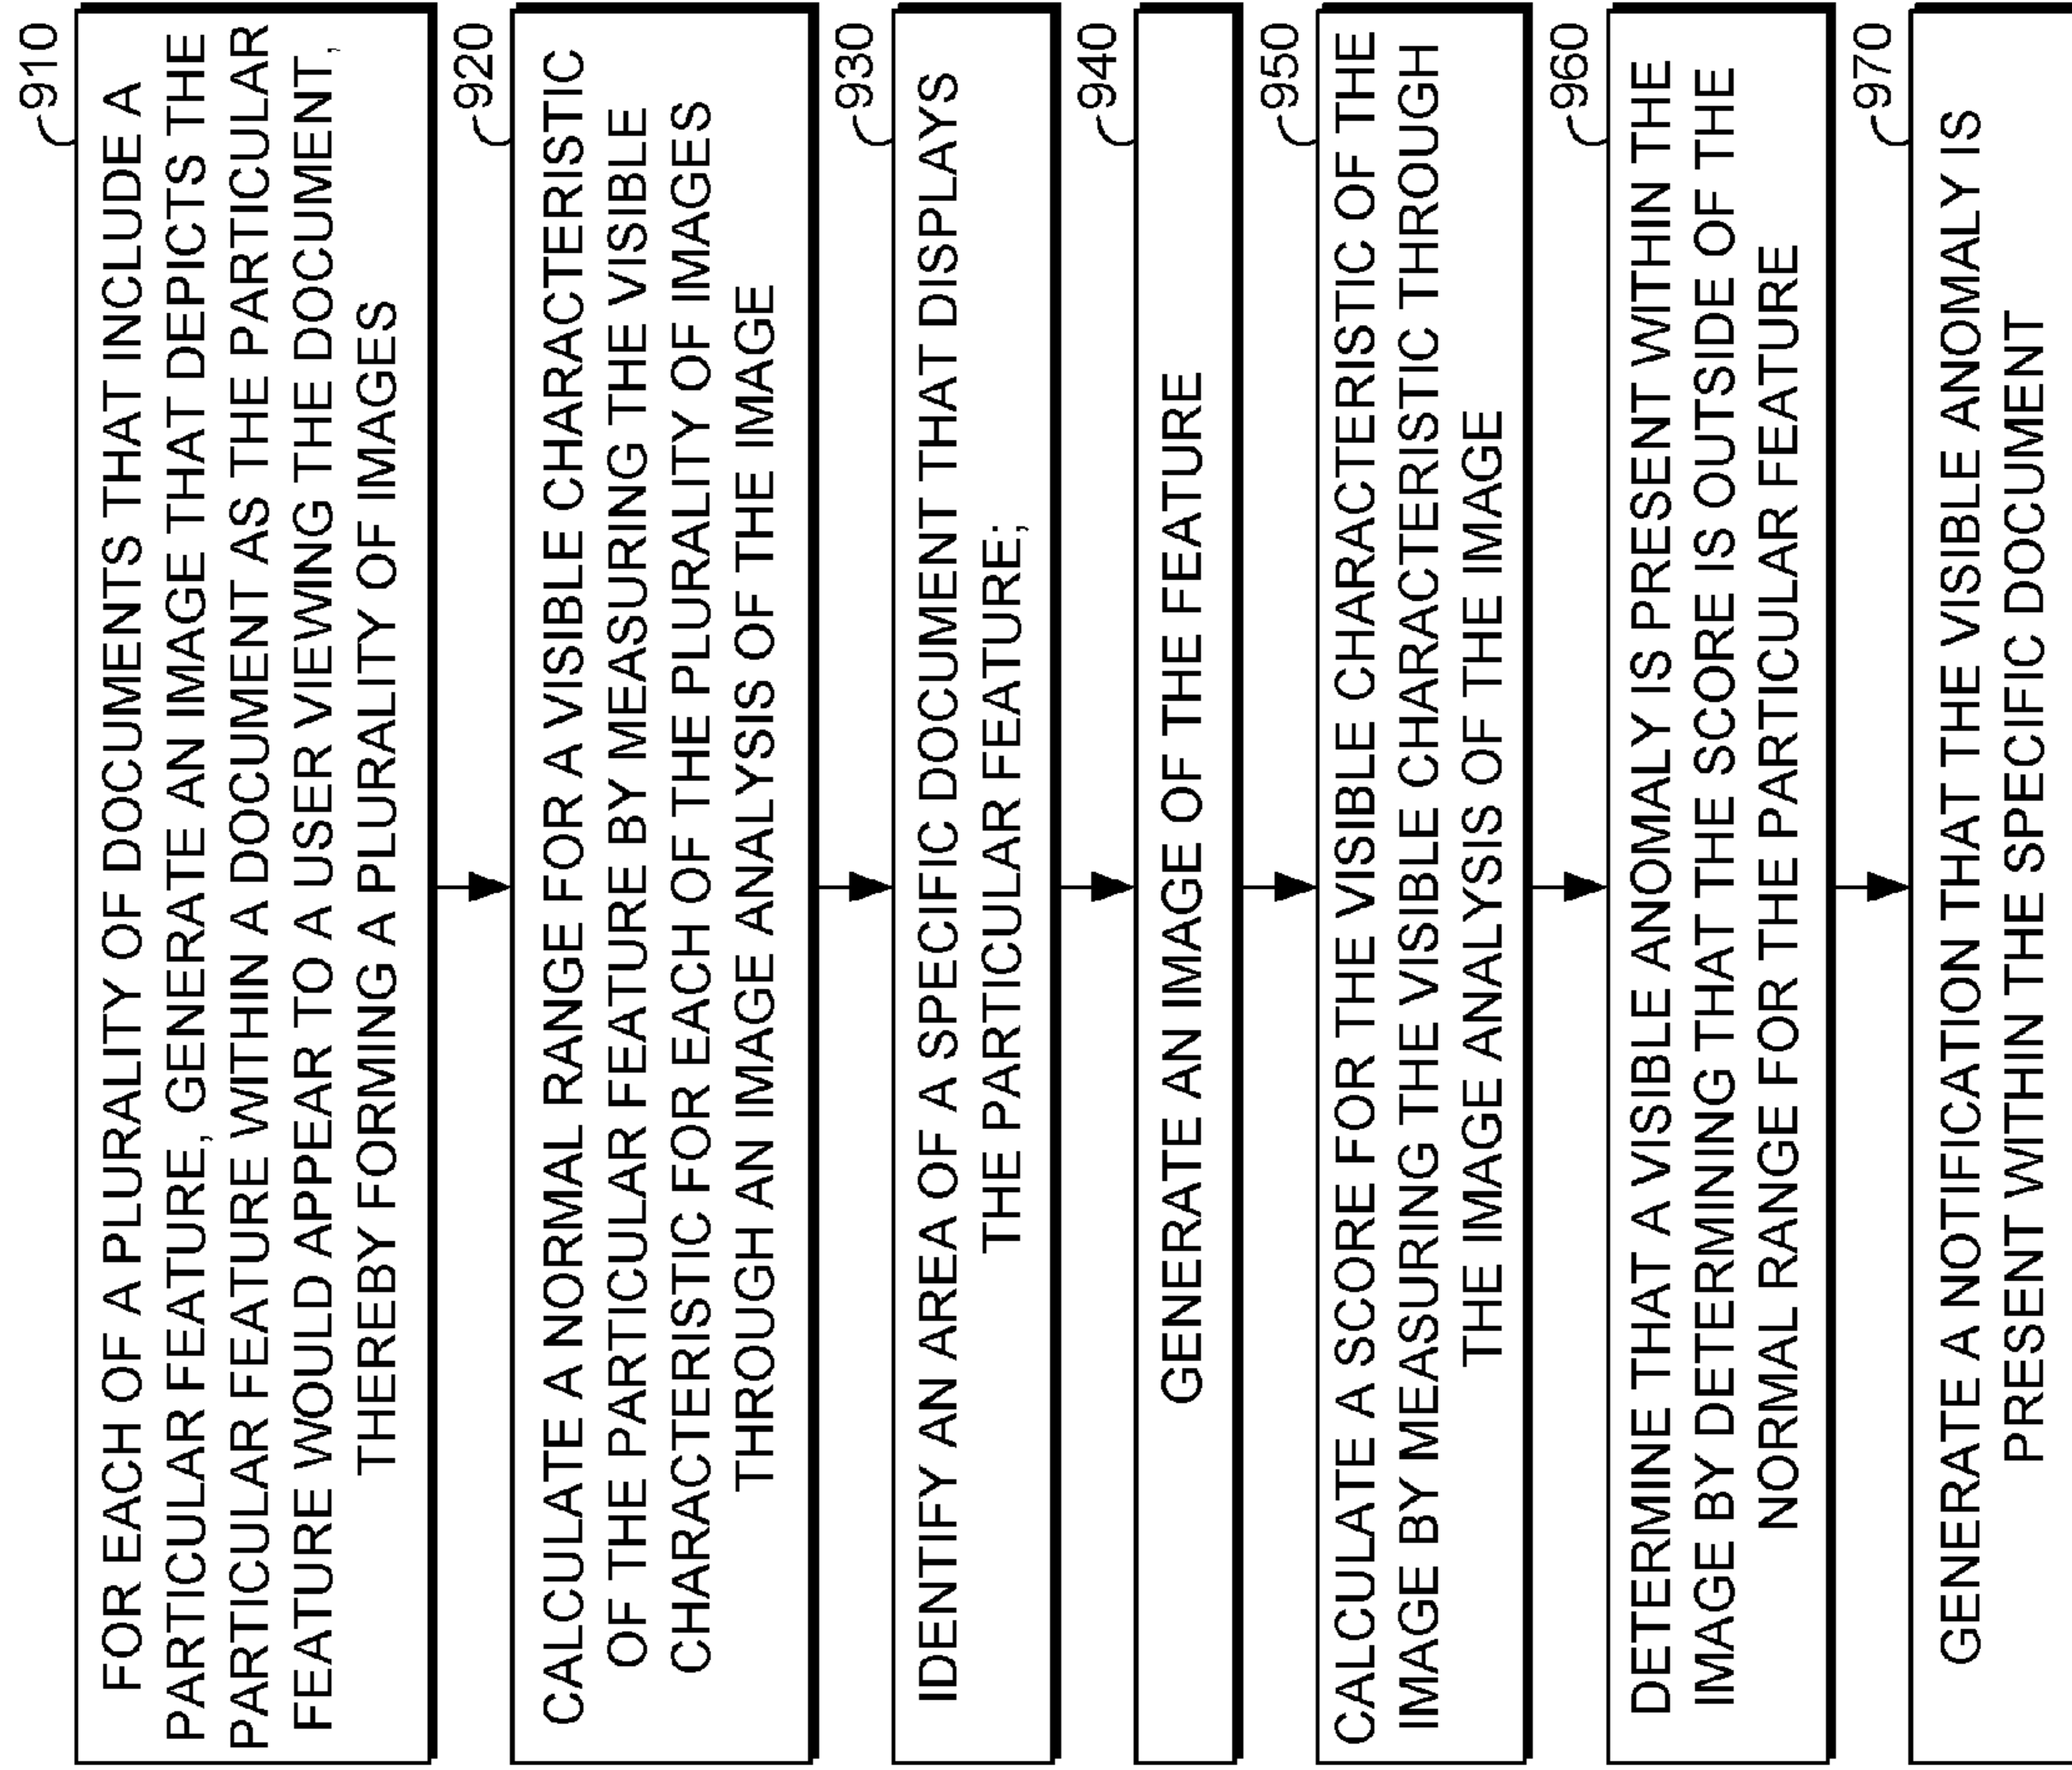 910
FOR EACH OF A PLURALITY OF DOCUMENTS THAT INCLUDE A
PARTICULAR FEATURE, GENERATE AN IMAGE THAT DEPICTS THE
PARTICULAR FEATURE WITHIN A DOCUMENT AS THE PARTICULAR
FEATURE WOULD APPEAR TO A USER VIEWING THE DOCUMENT,
THEREBY FORMING A PLURALITY OF IMAGES
920
CALCULATE A NORMAL RANGE FOR A VISIBLE CHARACTERISTIC
OF THE PARTICULAR FEATURE BY MEASURING THE VISIBLE
CHARACTERISTIC FOR EACH OF THE PLURALITY OF IMAGES
THROUGH AN IMAGE ANALYSIS OF THE IMAGE
930
IDENTIFY AN AREA OF A SPECIFIC DOCUMENT THAT DISPLAYS
THE PARTICULAR FEATURE;
940
GENERATE AN IMAGE OF THE FEATURE
950
CALCULATE A SCORE FOR THE VISIBLE CHARACTERISTIC OF THE
IMAGE BY MEASURING THE VISIBLE CHARACTERISTIC THROUGH
THE IMAGE ANALYSIS OF THE IMAGE
960
DETERMINE THAT A VISIBLE ANOMALY IS PRESENT WITHIN THE
IMAGE BY DETERMINING THAT THE SCORE IS OUTSIDE OF THE
NORMAL RANGE FOR THE PARTICULAR FEATURE
970
GENERATE A NOTIFICATION THAT THE VISIBLE ANOMALY IS
PRESENT WITHIN THE SPECIFIC DOCUMENT